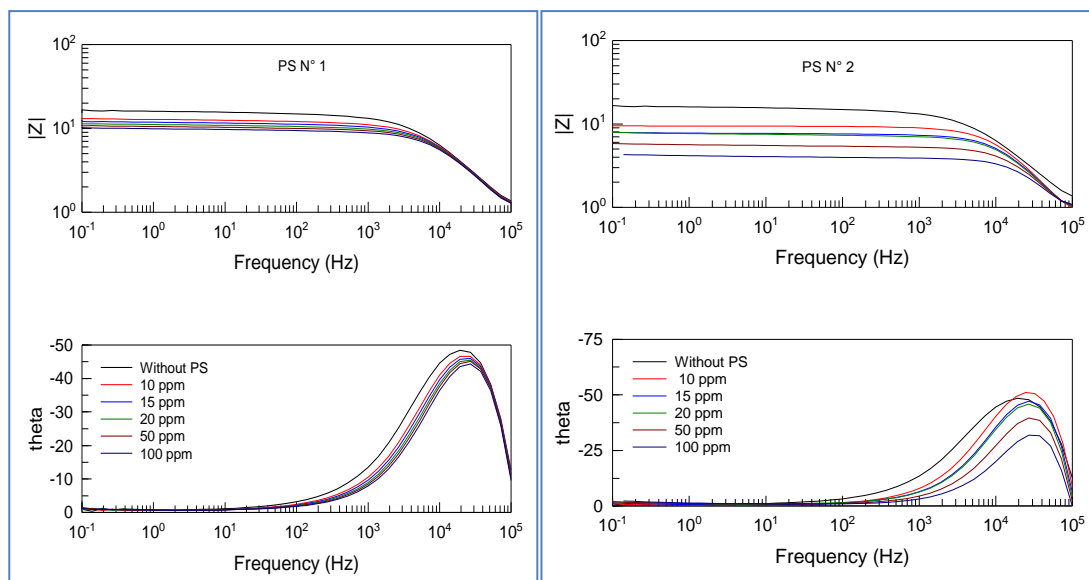 PS N° 1
|Z|
10²
10¹
10⁰
10⁻¹ 10⁰ 10¹ 10² 10³ 10⁴ 10⁵
Frequency (Hz)
theta
-50
-40
-30
-20
-10
0
Without PS
10 ppm
15 ppm
20 ppm
50 ppm
100 ppm
10⁻¹ 10⁰ 10¹ 10² 10³ 10⁴ 10⁵
Frequency (Hz)
PS N° 2
|Z|
10²
10¹
10⁰
10⁻¹ 10⁰ 10¹ 10² 10³ 10⁴ 10⁵
Frequency (Hz)
theta
-75
-50
-25
0
Without PS
10 ppm
15 ppm
20 ppm
50 ppm
100 ppm
10⁻¹ 10⁰ 10¹ 10² 10³ 10⁴ 10⁵
Frequency (Hz)